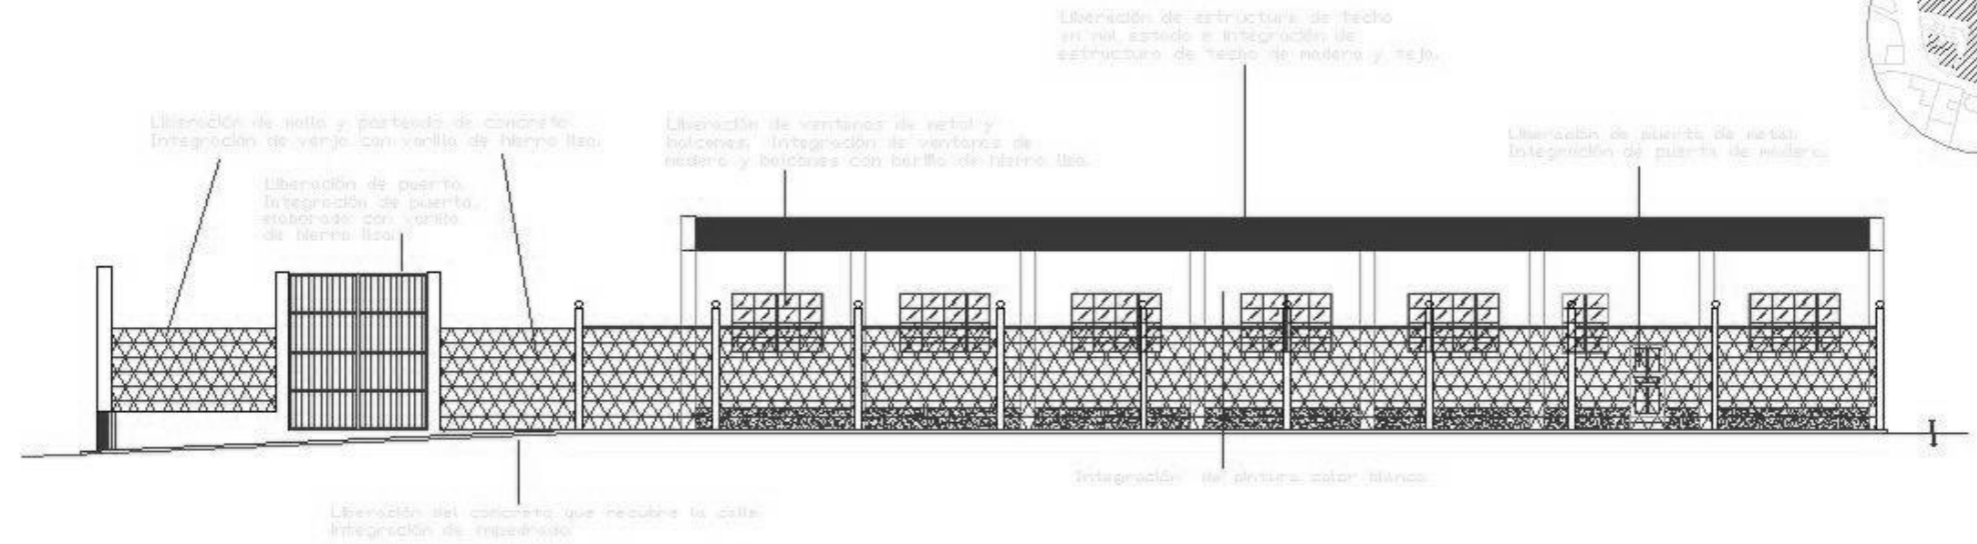 Liberación de estructura de techo
en mal estado e integración de
estructura de techo de madera y teja.
Liberación de malla y posteado de concreto
Integración de verja con varilla de hierro liso.
Liberación de ventanas de metal y
balcones. Integración de ventanas de
madera y balcones con barilla de hierro liso.
Liberación de puerta de metal.
Integración de puerta de madera.
Liberación de puerta.
Integración de puerta,
elaborada con varilla
de hierro liso.
Integración de pintura color blanco
Liberación del concreto que recubre la calle
Integración de empedrado